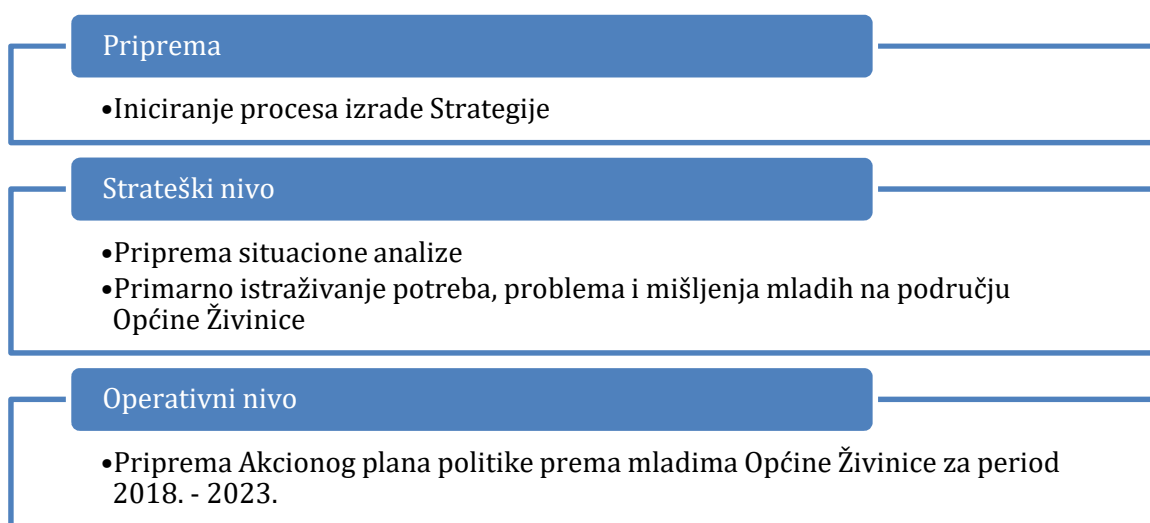 Priprema
•Iniciranje procesa izrade Strategije
Strateški nivo
•Priprema situacione analize
•Primarno istraživanje potreba, problema i mišljenja mladih na području
Općine Živinice
Operativni nivo
•Priprema Akcionog plana politike prema mladima Općine Živinice za period
2018. - 2023.